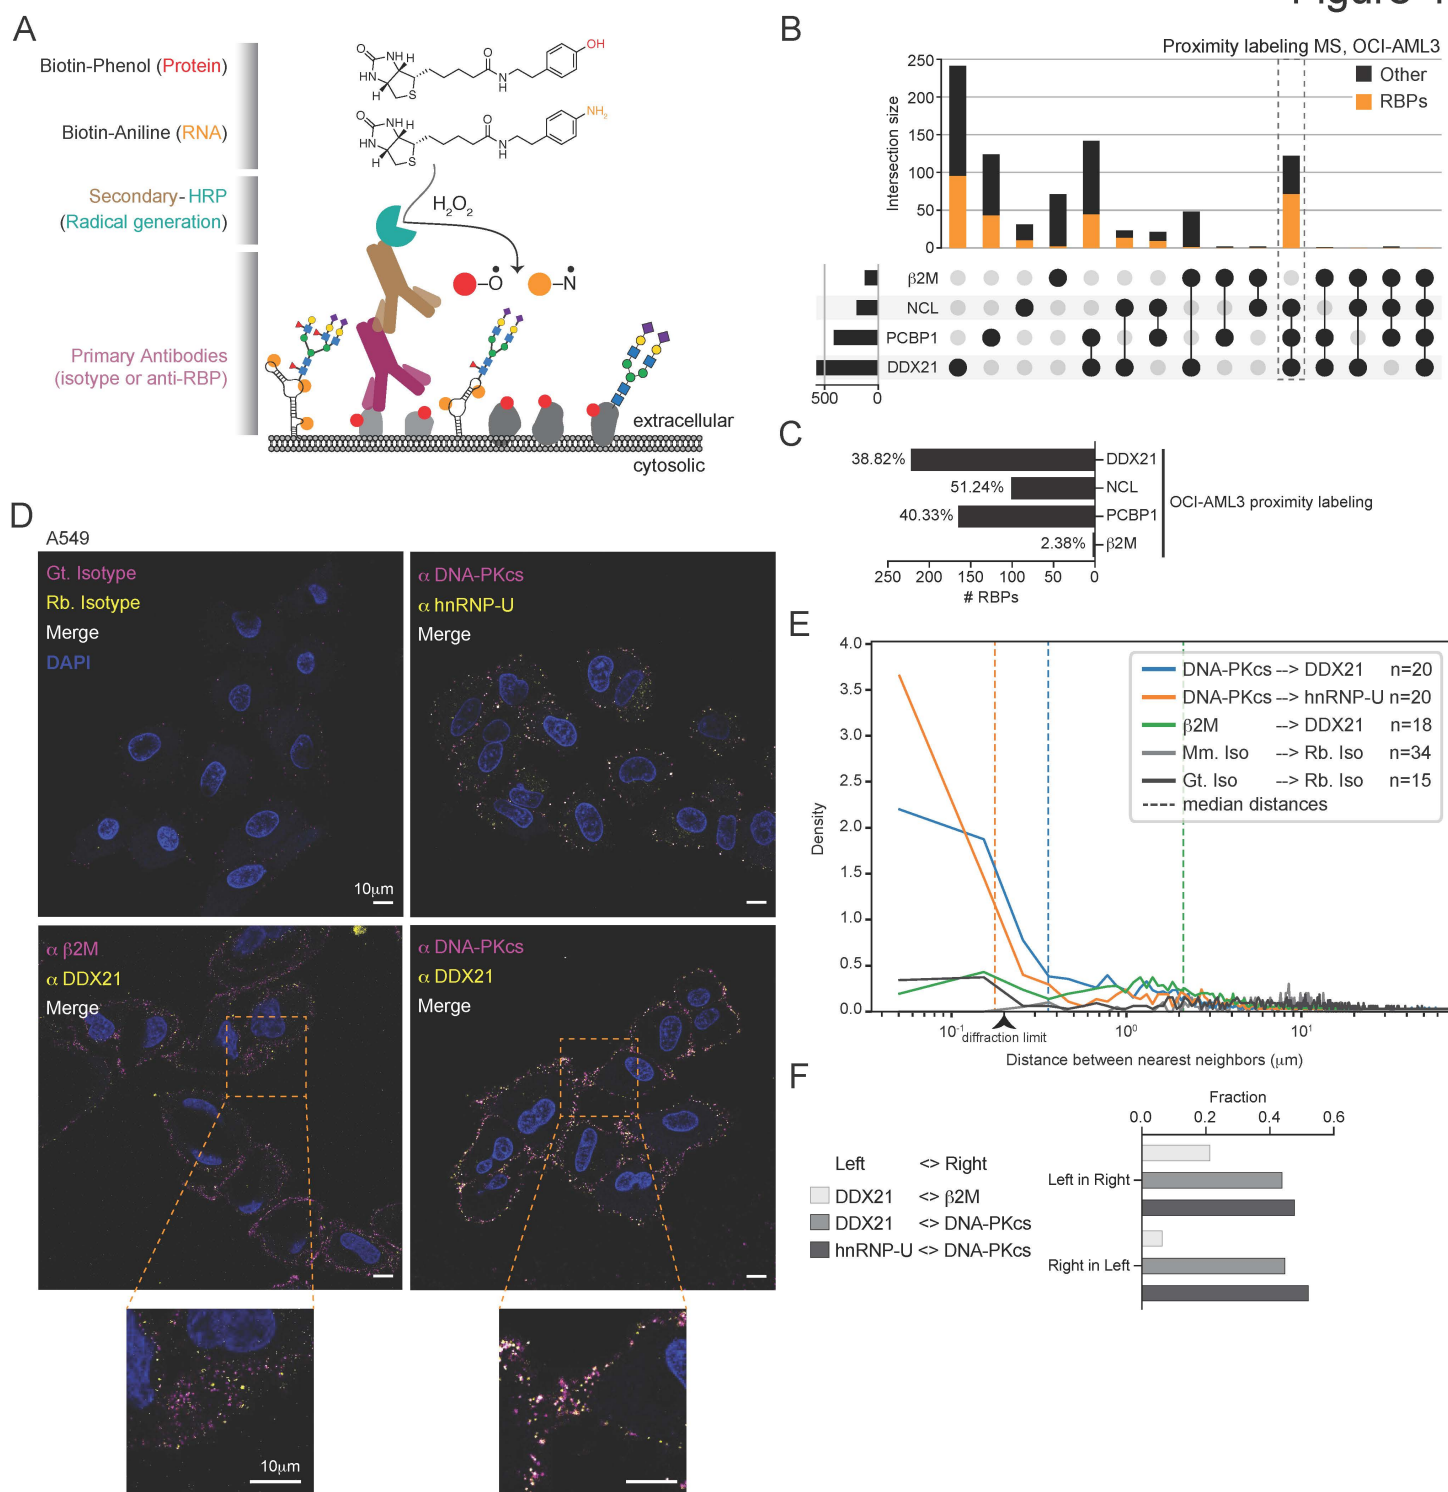 A
Biotin-Phenol (Protein)
Biotin-Aniline (RNA)
Secondary-HRP
(Radical generation)
Primary Antibodies
(isotype or anti-RBP)
O
HN
NH
H
H
S
O
N
H
OH
O
HN
NH
H
H
S
O
N
H
NH₂
H₂O₂
–O
–N
extracellular
cytosolic
B
Proximity labeling MS, OCI-AML3
Other
RBPs
Intersection size
250
200
150
100
50
0
β2M
NCL
PCBP1
DDX21
500 0
C
38.82% DDX21
51.24% NCL
40.33% PCBP1
2.38% β2M
OCI-AML3 proximity labeling
250 200 150 100 50 0
# RBPs
D
A549
Gt. Isotype
Rb. Isotype
Merge
DAPI
10μm
α DNA-PKcs
α hnRNP-U
Merge
α β2M
α DDX21
Merge
α DNA-PKcs
α DDX21
Merge
10μm
E
4.0
3.5
3.0
2.5
2.0
1.5
1.0
0.5
0.0
Density
DNA-PKcs --> DDX21 n=20
DNA-PKcs --> hnRNP-U n=20
β2M --> DDX21 n=18
Mm. Iso --> Rb. Iso n=34
Gt. Iso --> Rb. Iso n=15
median distances
10⁻¹ 10⁰ 10¹
diffraction limit
Distance between nearest neighbors (μm)
F
Fraction
0.0 0.2 0.4 0.6
Left <> Right
DDX21 <> β2M
DDX21 <> DNA-PKcs
hnRNP-U <> DNA-PKcs
Left in Right
Right in Left